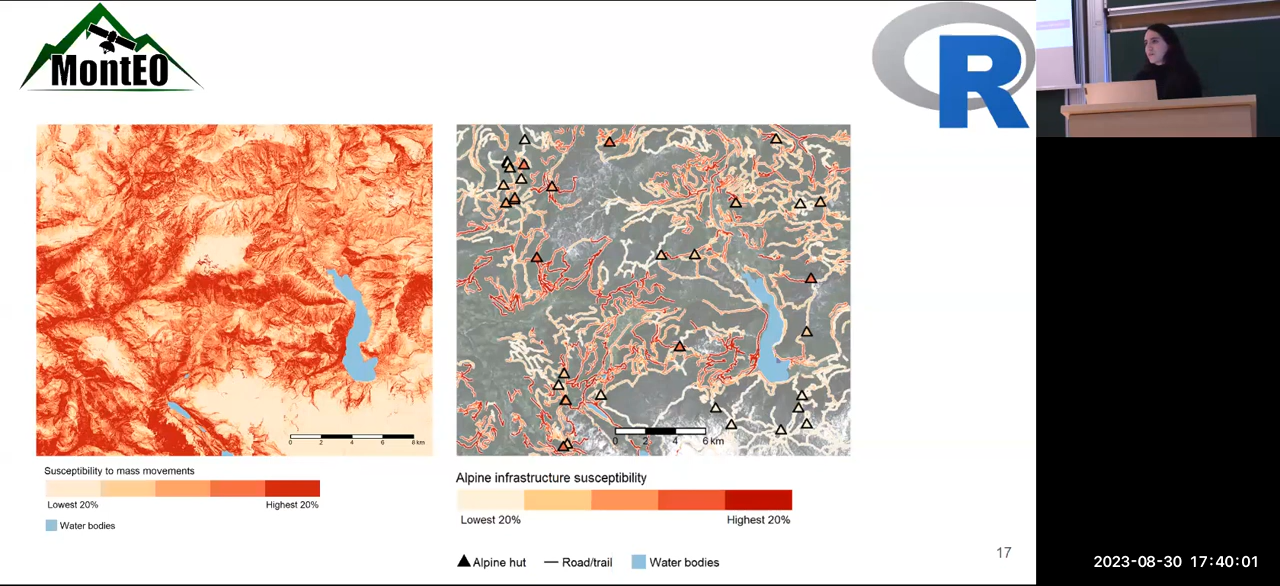 MontEO
R
0 2 4 6 8 km
0 2 4 6 km
Susceptibility to mass movements
Lowest 20% Highest 20%
Water bodies
Alpine infrastructure susceptibility
Lowest 20% Highest 20%
Alpine hut Road/trail Water bodies
17
2023-08-30 17:40:01